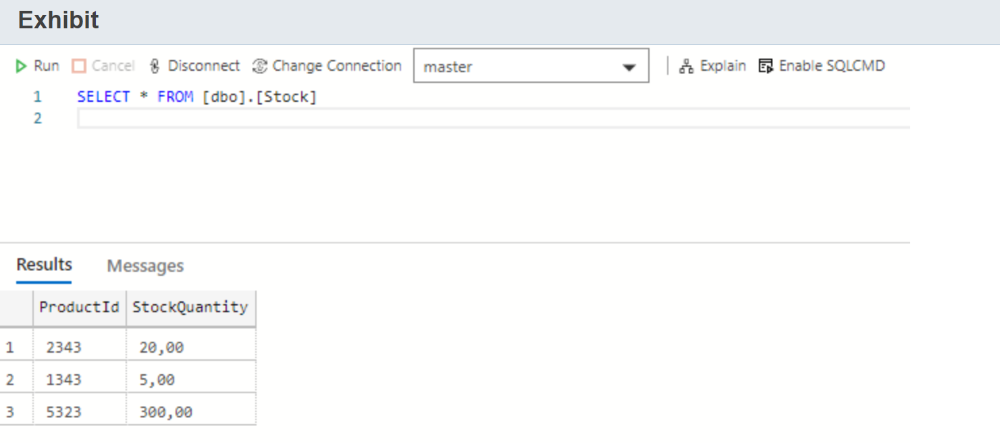 Exhibit
Run Cancel Disconnect Change Connection master Explain Enable SQLCMD
1 SELECT * FROM [dbo].[Stock]
2
Results Messages
ProductId StockQuantity
1 2343 20,00
2 1343 5,00
3 5323 300,00